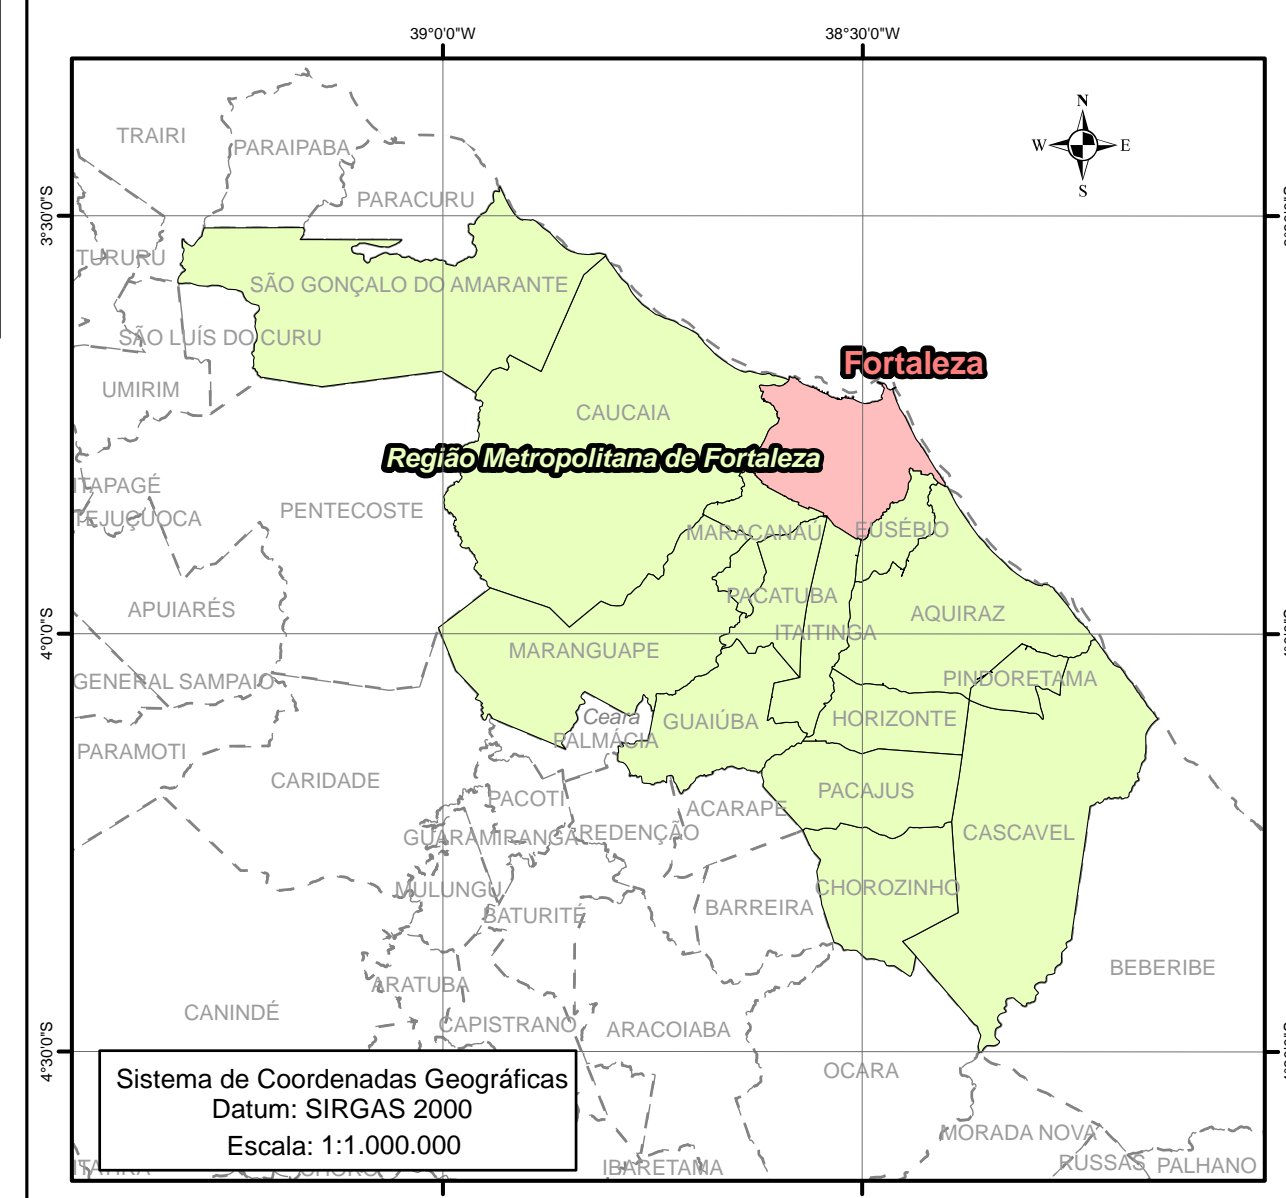 39°0'0"W
38°30'0"W
N
W
E
S
TRAIRI
PARAIPABA
PARACURU
3°30'0"S
TURURU
SÃO GONÇALO DO AMARANTE
SÃO LUÍS DO CURU
Fortaleza
UMIRIM
CAUCAIA
Região Metropolitana de Fortaleza
ITAPAGÉ
TEJUÇUOCA
PENTECOSTE
MARACANAÚ
EUSÉBIO
PACATUBA
APUIARÉS
AQUIRAZ
ITAITINGA
4°0'0"S
MARANGUAPE
GENERAL SAMPAIO
PINDORETAMA
Ceará
GUAIÚBA
HORIZONTE
PALMÁCIA
PARAMOTI
CARIDADE
PACAJUS
PACOTI
ACARAPE
GUARAMIRANGA
REDENÇÃO
CASCAVEL
MULUNGU
CHOROZINHO
BATURITÉ
BARREIRA
BEBERIBE
ARATUBA
CANINDÉ
CAPISTRANO
ARACOIABA
4°30'0"S
OCARA
Sistema de Coordenadas Geográficas
Datum: SIRGAS 2000
Escala: 1:1.000.000
MORADA NOVA
RUSSAS
PALHANO
IBARETAMA